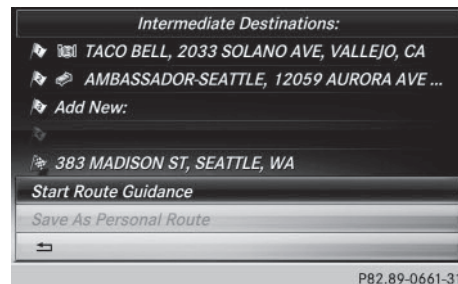 Intermediate Destinations:
TACO BELL, 2033 SOLANO AVE, VALLEJO, CA
AMBASSADOR-SEATTLE, 12059 AURORA AVE ...
Add New:
383 MADISON ST, SEATTLE, WA
Start Route Guidance
Save As Personal Route
P82.89-0661-31